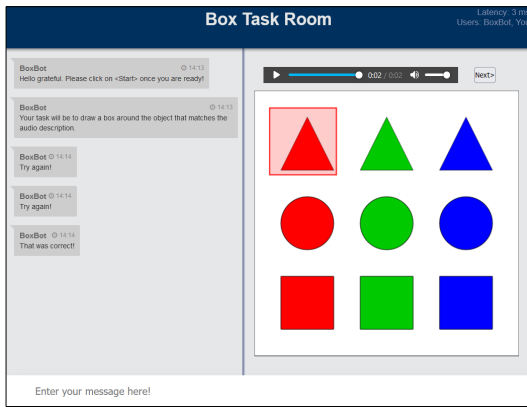 Box Task Room
Latency: 3 ms
Users: BoxBot, You
BoxBot 14:13
Hello grateful. Please click on <Start> once you are ready!
BoxBot 14:13
Your task will be to draw a box around the object that matches the
audio description.
BoxBot 14:14
Try again!
BoxBot 14:14
Try again!
BoxBot 14:14
That was correct!
0:02 / 0:02
Next>
Enter your message here!